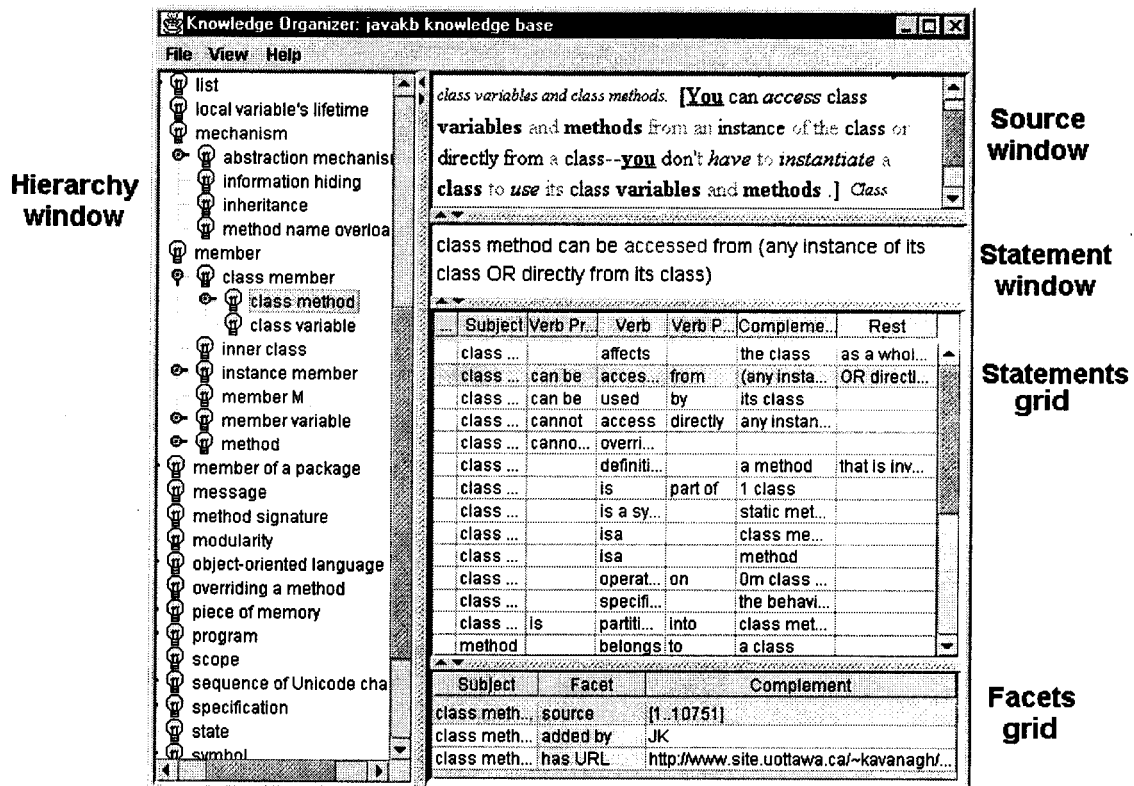 Knowledge Organizer: javakb knowledge base
File View Help
Hierarchy
window
list
local variable's lifetime
mechanism
abstraction mechanis
information hiding
inheritance
method name overloa
member
class member
class method
class variable
inner class
instance member
member M
member variable
method
member of a package
message
method signature
modularity
object-oriented language
overriding a method
piece of memory
program
scope
sequence of Unicode cha
specification
state
symbol
class variables and class methods. [You can access class
variables and methods from an instance of the class or
directly from a class--you don't have to instantiate a
class to use its class variables and methods .] Class
Source
window
class method can be accessed from (any instance of its
class OR directly from its class)
Statement
window
... Subject Verb Pr... Verb Verb P... Compleme... Rest
class ... affects the class as a whol...
class ... can be acces... from (any insta... OR directl...
class ... can be used by its class
class ... cannot access directly any instan...
class ... canno... overri...
class ... definiti... a method that is inv...
class ... is part of 1 class
class ... is a sy... static met...
class ... isa class me...
class ... isa method
class ... operat... on 0m class ...
class ... specifi... the behavi...
class ... is partiti... into class met...
method belongs to a class
Statements
grid
Subject Facet Complement
class meth... source [1..10751]
class meth... added by JK
class meth... has URL http://www.site.uottawa.ca/~kavanagh/...
Facets
grid